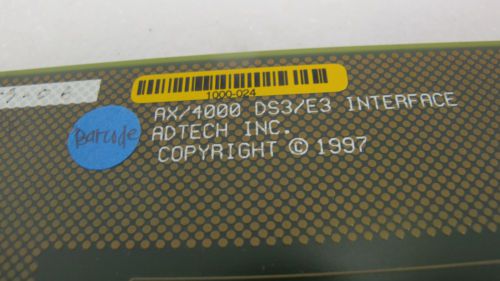 1000-024
AX/4000 DS3/E3 INTERFACE
ADTECH INC.
COPYRIGHT © 1997
Barcode